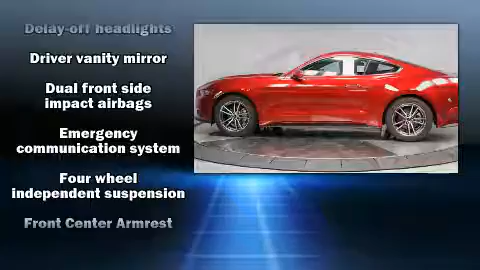 Delay-off headlights
Driver vanity mirror
Dual front side
impact airbags
Emergency
communication system
Four wheel
independent suspension
Front Center Armrest